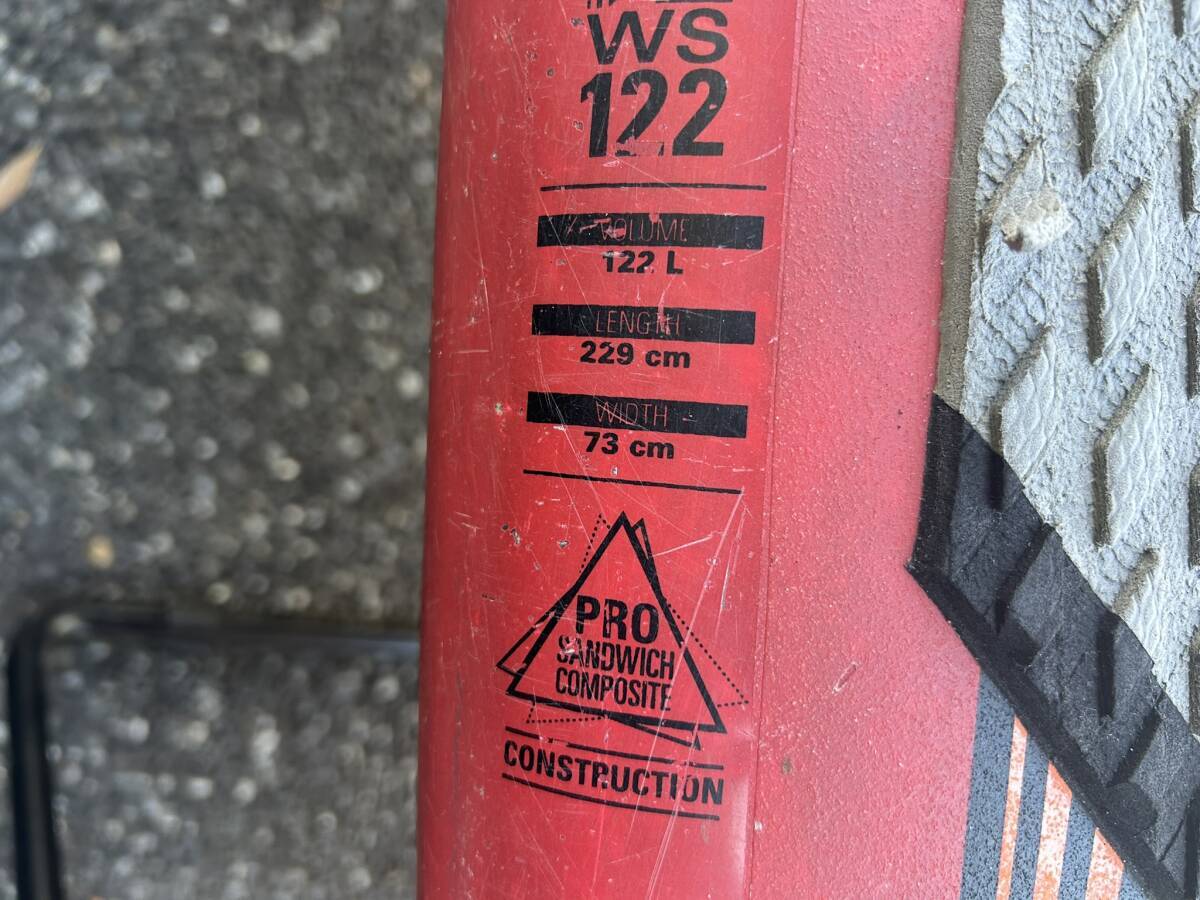 WS
122
VOLUME
122 L
LENGTH
229 cm
WIDTH
73 cm
PRO
SANDWICH
COMPOSITE
CONSTRUCTION